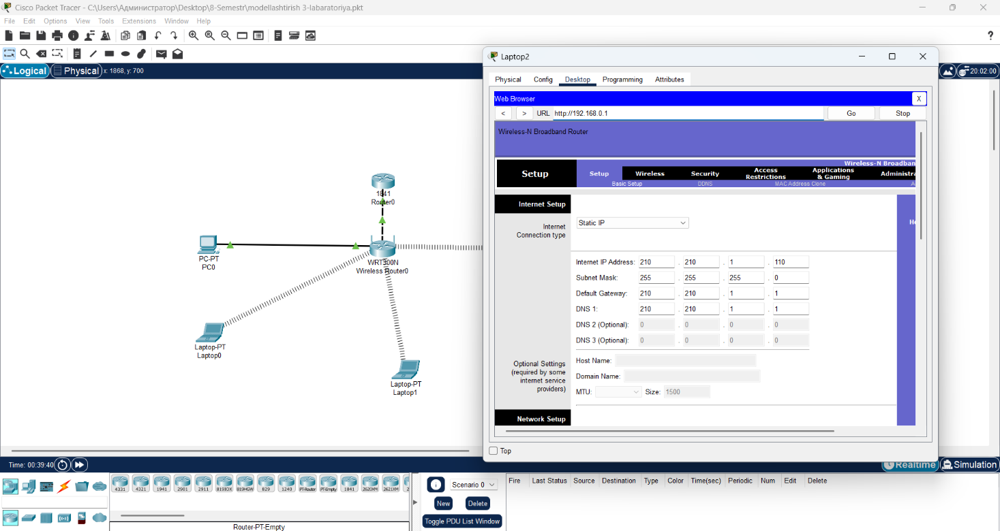 Cisco Packet Tracer - C:\Users\Администратор\Desktop\8-Semestr\modellashtirish 3-labaratoriya.pkt
File Edit Options View Tools Extensions Window Help
?
Logical Physical x: 1868, y: 700
20:02:00
1841
Router0
PC-PT
PC0
WRT300N
Wireless Router0
Laptop-PT
Laptop0
Laptop-PT
Laptop1
Laptop2
Physical Config Desktop Programming Attributes
Web Browser X
< > URL http://192.168.0.1 Go Stop
Wireless-N Broadband Router
Wireless-N Broadban
Setup Setup Wireless Security Access Restrictions Applications & Gaming Administra
Basic Setup DDNS MAC Address Clone A
Internet Setup
Internet Connection type Static IP
He
Internet IP Address: 210 . 210 . 1 . 110
Subnet Mask: 255 . 255 . 255 . 0
Default Gateway: 210 . 210 . 1 . 1
DNS 1: 210 . 210 . 1 . 1
DNS 2 (Optional): 0 . 0 . 0 . 0
DNS 3 (Optional): 0 . 0 . 0 . 0
Optional Settings (required by some internet service providers)
Host Name:
Domain Name:
MTU: Size: 1500
Network Setup
Top
Time: 00:39:40
Realtime Simulation
4331 4321 1941 2901 2911 819IOX 819HGW 829 1240 PT-Router PT-Empty 1841 2620XM 2621XM 2
Router-PT-Empty
Scenario 0
New Delete
Toggle PDU List Window
Fire Last Status Source Destination Type Color Time(sec) Periodic Num Edit Delete